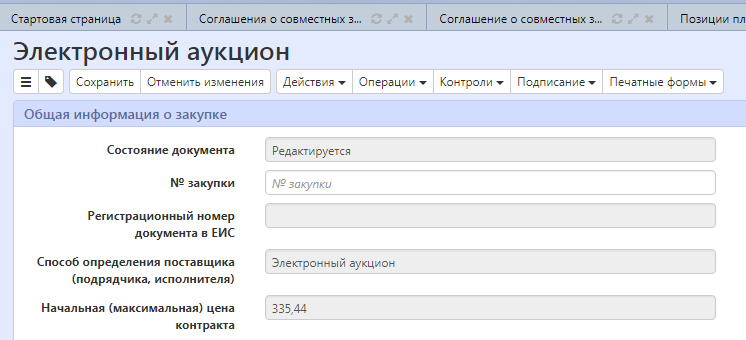 Стартовая страница
Соглашения о совместных з...
Соглашение о совместных з...
Позиции пл
Электронный аукцион
Сохранить Отменить изменения Действия Операции Контроли Подписание Печатные формы
Общая информация о закупке
Состояние документа Редактируется
№ закупки № закупки
Регистрационный номер
документа в ЕИС
Способ определения поставщика
(подрядчика, исполнителя) Электронный аукцион
Начальная (максимальная) цена
контракта 335,44